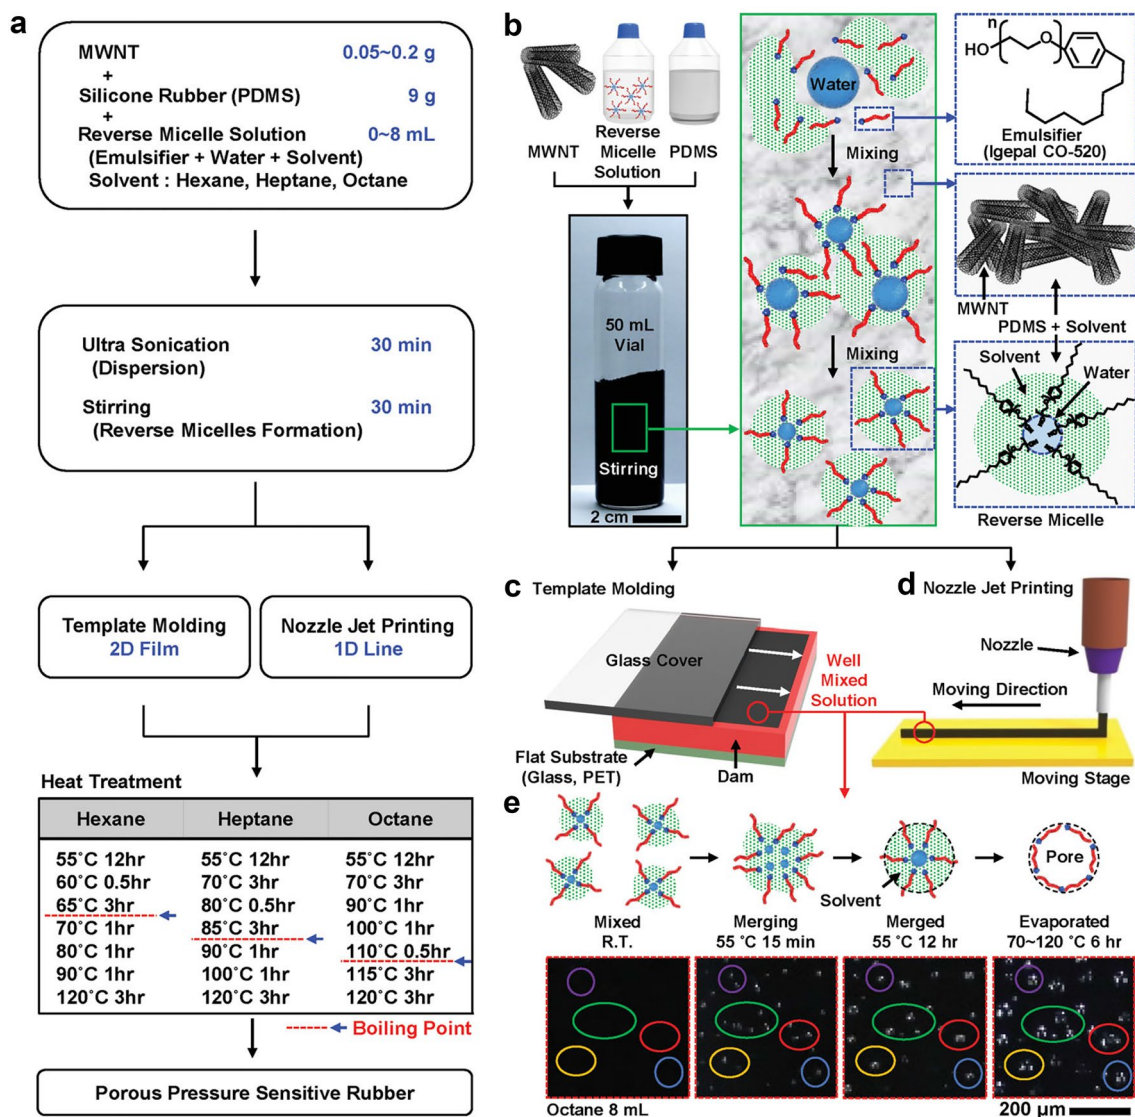 a
MWNT 0.05~0.2 g
+
Silicone Rubber (PDMS) 9 g
+
Reverse Micelle Solution 0~8 mL
(Emulsifier + Water + Solvent)
Solvent : Hexane, Heptane, Octane
Ultra Sonication 30 min
(Dispersion)
Stirring 30 min
(Reverse Micelles Formation)
Template Molding
2D Film
Nozzle Jet Printing
1D Line
Heat Treatment
Hexane Heptane Octane
55˚C 12hr 55˚C 12hr 55˚C 12hr
60˚C 0.5hr 70˚C 3hr 70˚C 3hr
65˚C 3hr 80˚C 0.5hr 90˚C 1hr
70˚C 1hr 85˚C 3hr 100˚C 1hr
80˚C 1hr 90˚C 1hr 110˚C 0.5hr
90˚C 1hr 100˚C 1hr 115˚C 3hr
120˚C 3hr 120˚C 3hr 120˚C 3hr
Boiling Point
Porous Pressure Sensitive Rubber
b
MWNT
Reverse
Micelle
Solution
PDMS
50 mL
Vial
Stirring
2 cm
Water
Mixing
Mixing
n
HO
O
Emulsifier
(Igepal CO-520)
MWNT
PDMS + Solvent
Solvent
Water
Reverse Micelle
c
Template Molding
Glass Cover
Flat Substrate
(Glass, PET)
Dam
Well
Mixed
Solution
d
Nozzle Jet Printing
Nozzle
Moving Direction
Moving Stage
e
Solvent
Pore
Mixed
R.T.
Merging
55 ˚C 15 min
Merged
55 ˚C 12 hr
Evaporated
70~120 ˚C 6 hr
Octane 8 mL
200 µm